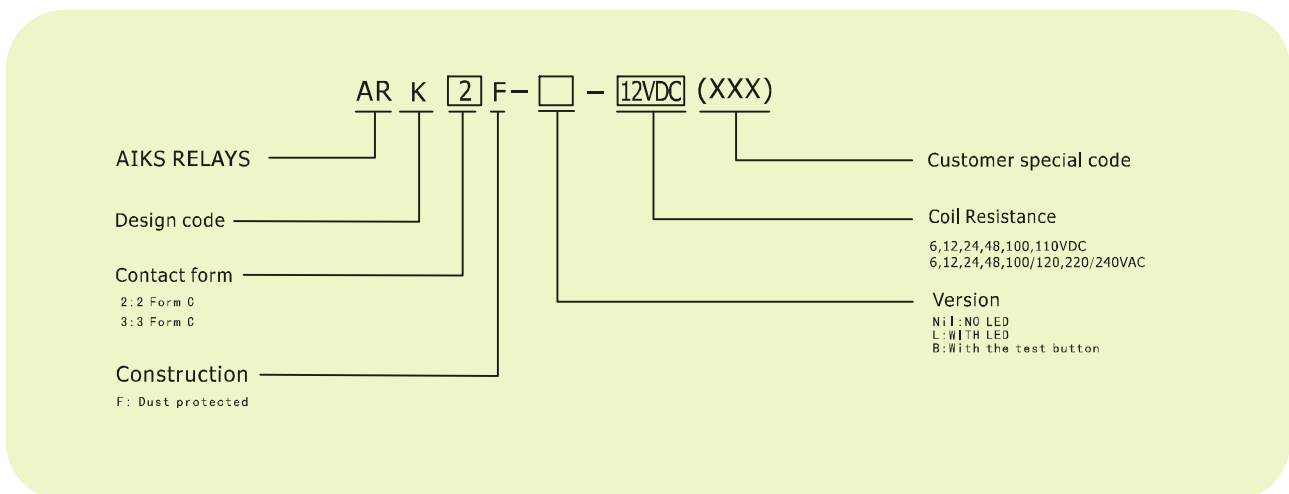 AR K 2 F- □ - 12VDC (XXX)
AIKS RELAYS
Design code
Contact form
2:2 Form C
3:3 Form C
Construction
F: Dust protected
Customer special code
Coil Resistance
6,12,24,48,100,110VDC
6,12,24,48,100/120,220/240VAC
Version
Nil:NO LED
L:WITH LED
B:With the test button